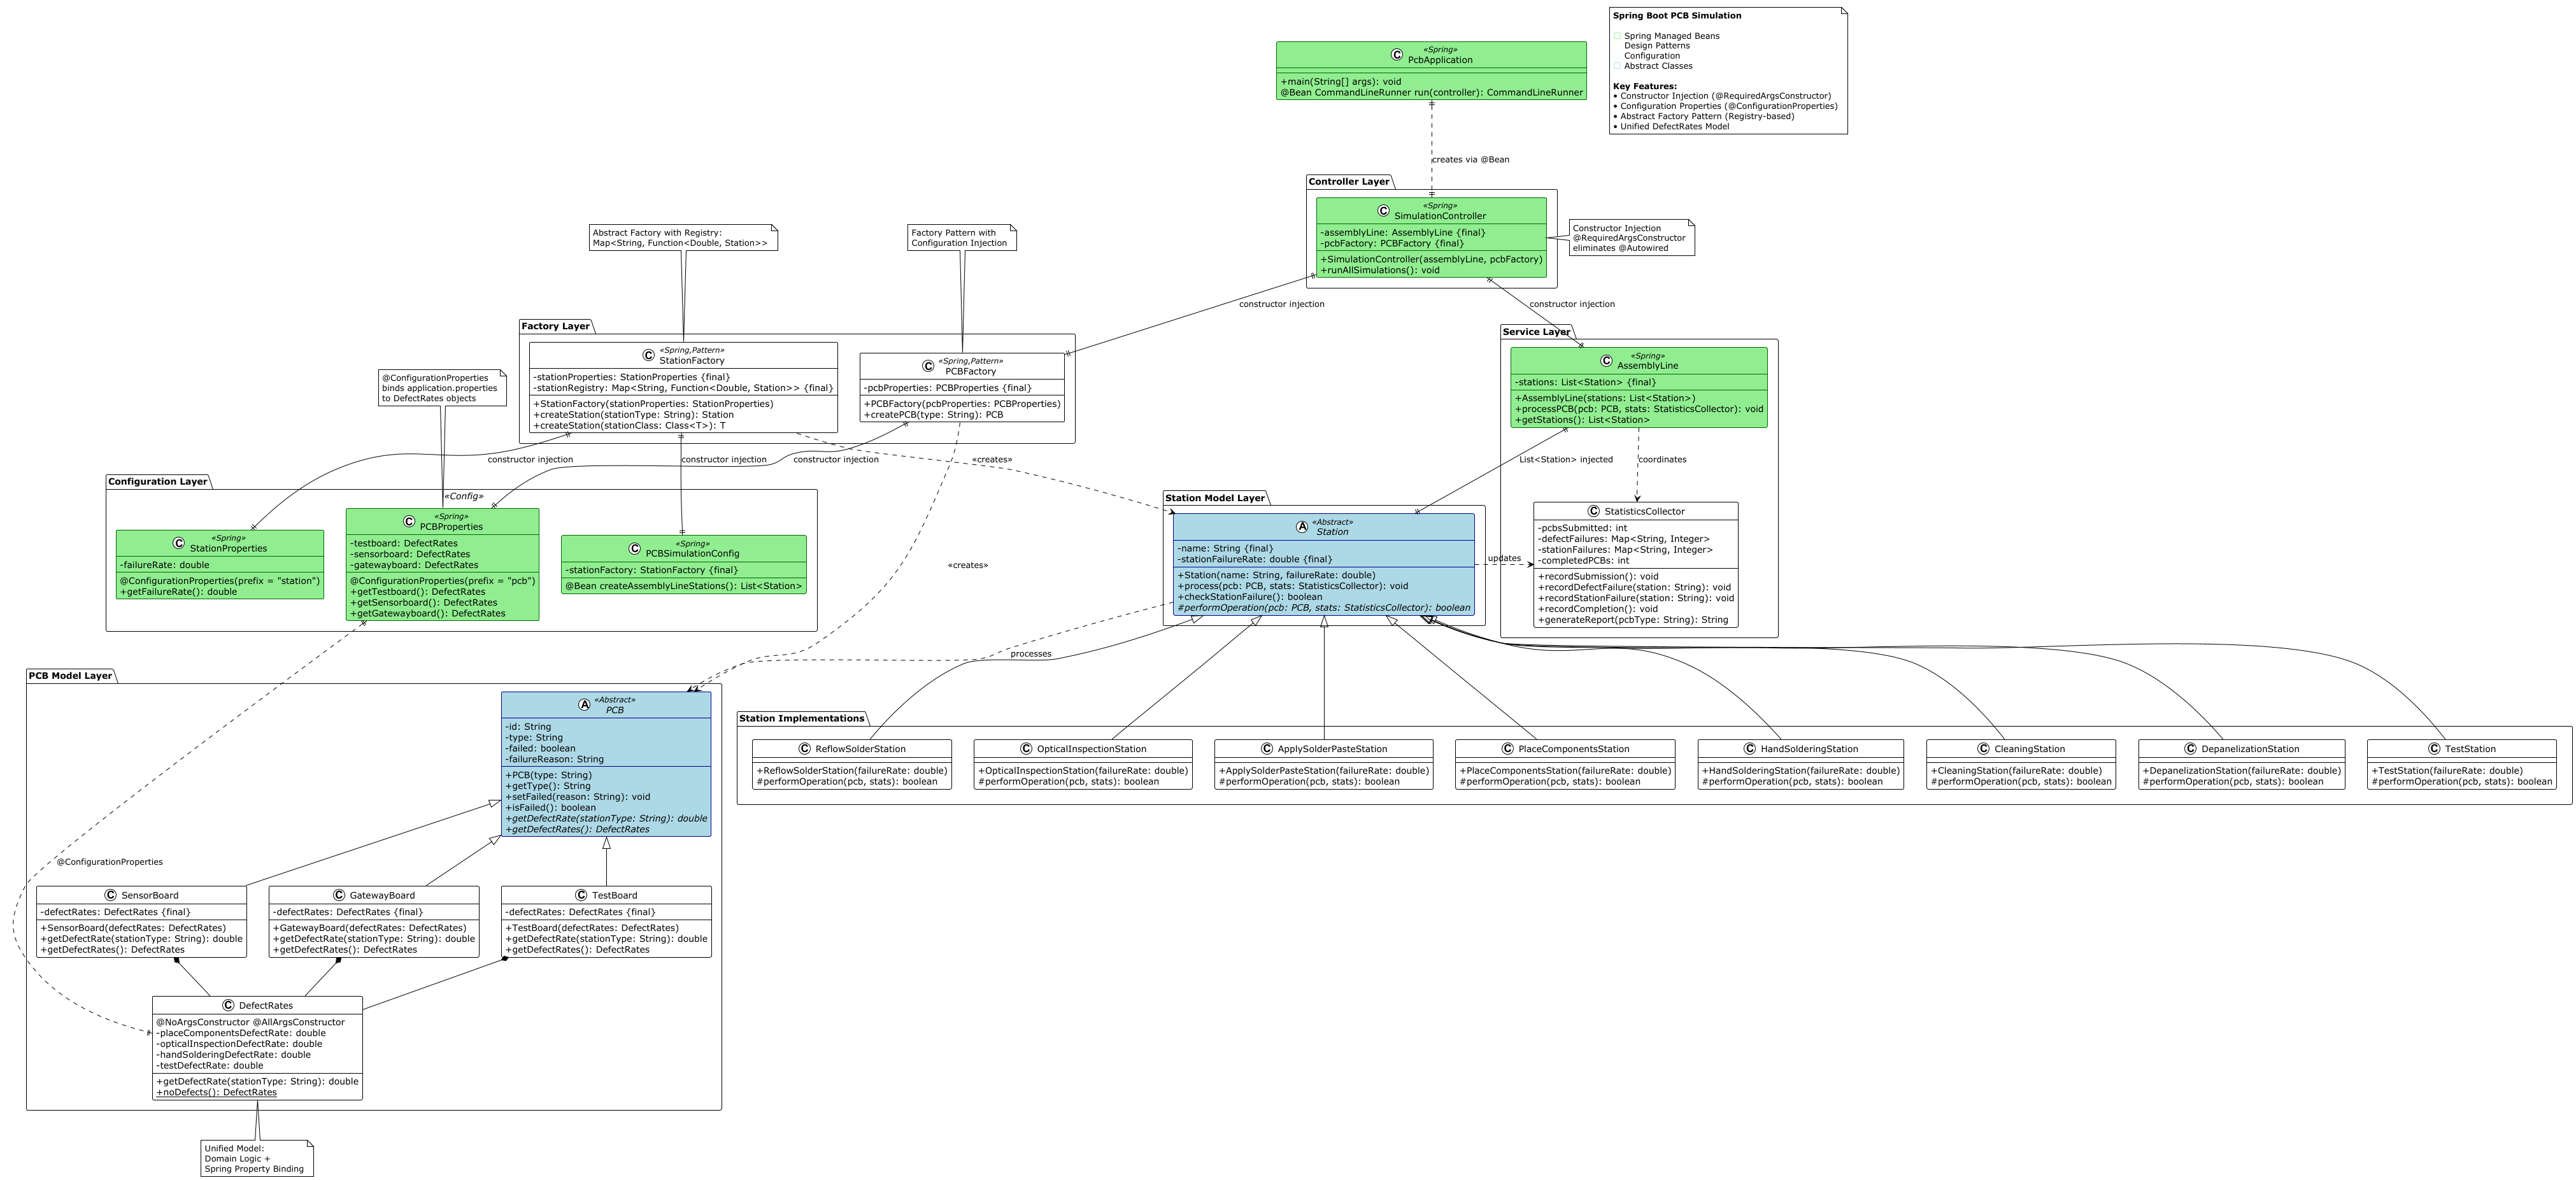 Spring Boot PCB Simulation
Spring Managed Beans
Design Patterns
Configuration
Abstract Classes
Key Features:
• Constructor Injection (@RequiredArgsConstructor)
• Configuration Properties (@ConfigurationProperties)
• Abstract Factory Pattern (Registry-based)
• Unified DefectRates Model
C
«Spring»
PcbApplication
+main(String[] args): void
@Bean CommandLineRunner run(controller): CommandLineRunner
creates via @Bean
Controller Layer
C
«Spring»
SimulationController
-assemblyLine: AssemblyLine {final}
-pcbFactory: PCBFactory {final}
+SimulationController(assemblyLine, pcbFactory)
+runAllSimulations(): void
Constructor Injection
@RequiredArgsConstructor
eliminates @Autowired
Abstract Factory with Registry:
Map<String, Function<Double, Station>>
Factory Pattern with
Configuration Injection
constructor injection
constructor injection
Factory Layer
C
«Spring,Pattern»
StationFactory
-stationProperties: StationProperties {final}
-stationRegistry: Map<String, Function<Double, Station>> {final}
+StationFactory(stationProperties: StationProperties)
+createStation(stationType: String): Station
+createStation(stationClass: Class<T>): T
C
«Spring,Pattern»
PCBFactory
-pcbProperties: PCBProperties {final}
+PCBFactory(pcbProperties: PCBProperties)
+createPCB(type: String): PCB
Service Layer
C
«Spring»
AssemblyLine
-stations: List<Station> {final}
+AssemblyLine(stations: List<Station>)
+processPCB(pcb: PCB, stats: StatisticsCollector): void
+getStations(): List<Station>
@ConfigurationProperties
binds application.properties
to DefectRates objects
constructor injection
constructor injection
constructor injection
«creates»
List<Station> injected
coordinates
Configuration Layer
«Config»
C
«Spring»
StationProperties
-failureRate: double
@ConfigurationProperties(prefix = "station")
+getFailureRate(): double
C
«Spring»
PCBProperties
-testboard: DefectRates
-sensorboard: DefectRates
-gatewayboard: DefectRates
@ConfigurationProperties(prefix = "pcb")
+getTestboard(): DefectRates
+getSensorboard(): DefectRates
+getGatewayboard(): DefectRates
C
«Spring»
PCBSimulationConfig
-stationFactory: StationFactory {final}
@Bean createAssemblyLineStations(): List<Station>
«creates»
Station Model Layer
A
«Abstract»
Station
-name: String {final}
-stationFailureRate: double {final}
+Station(name: String, failureRate: double)
+process(pcb: PCB, stats: StatisticsCollector): void
+checkStationFailure(): boolean
#performOperation(pcb: PCB, stats: StatisticsCollector): boolean
updates
C
StatisticsCollector
-pcbsSubmitted: int
-defectFailures: Map<String, Integer>
-stationFailures: Map<String, Integer>
-completedPCBs: int
+recordSubmission(): void
+recordDefectFailure(station: String): void
+recordStationFailure(station: String): void
+recordCompletion(): void
+generateReport(pcbType: String): String
processes
PCB Model Layer
A
«Abstract»
PCB
-id: String
-type: String
-failed: boolean
-failureReason: String
+PCB(type: String)
+getType(): String
+setFailed(reason: String): void
+isFailed(): boolean
+getDefectRate(stationType: String): double
+getDefectRates(): DefectRates
Station Implementations
C
ReflowSolderStation
+ReflowSolderStation(failureRate: double)
#performOperation(pcb, stats): boolean
C
OpticalInspectionStation
+OpticalInspectionStation(failureRate: double)
#performOperation(pcb, stats): boolean
C
ApplySolderPasteStation
+ApplySolderPasteStation(failureRate: double)
#performOperation(pcb, stats): boolean
C
PlaceComponentsStation
+PlaceComponentsStation(failureRate: double)
#performOperation(pcb, stats): boolean
C
HandSolderingStation
+HandSolderingStation(failureRate: double)
#performOperation(pcb, stats): boolean
C
CleaningStation
+CleaningStation(failureRate: double)
#performOperation(pcb, stats): boolean
C
DepanelizationStation
+DepanelizationStation(failureRate: double)
#performOperation(pcb, stats): boolean
C
TestStation
+TestStation(failureRate: double)
#performOperation(pcb, stats): boolean
@ConfigurationProperties
C
SensorBoard
-defectRates: DefectRates {final}
+SensorBoard(defectRates: DefectRates)
+getDefectRate(stationType: String): double
+getDefectRates(): DefectRates
C
GatewayBoard
-defectRates: DefectRates {final}
+GatewayBoard(defectRates: DefectRates)
+getDefectRate(stationType: String): double
+getDefectRates(): DefectRates
C
TestBoard
-defectRates: DefectRates {final}
+TestBoard(defectRates: DefectRates)
+getDefectRate(stationType: String): double
+getDefectRates(): DefectRates
C
DefectRates
@NoArgsConstructor @AllArgsConstructor
-placeComponentsDefectRate: double
-opticalInspectionDefectRate: double
-handSolderingDefectRate: double
-testDefectRate: double
+getDefectRate(stationType: String): double
+noDefects(): DefectRates
Unified Model:
Domain Logic +
Spring Property Binding